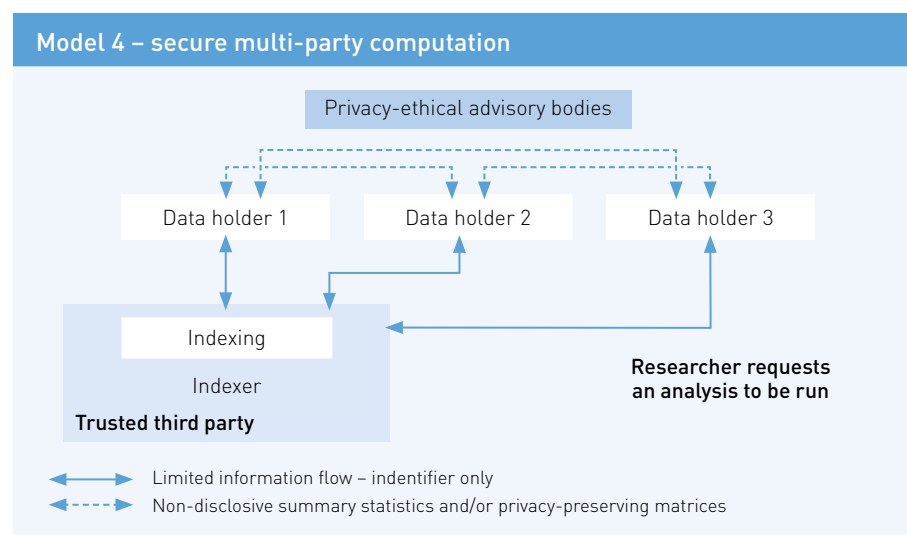 Model 4 – secure multi-party computation
Privacy-ethical advisory bodies
Data holder 1
Data holder 2
Data holder 3
Indexing
Indexer
Trusted third party
Researcher requests
an analysis to be run
Limited information flow – indentifier only
Non-disclosive summary statistics and/or privacy-preserving matrices